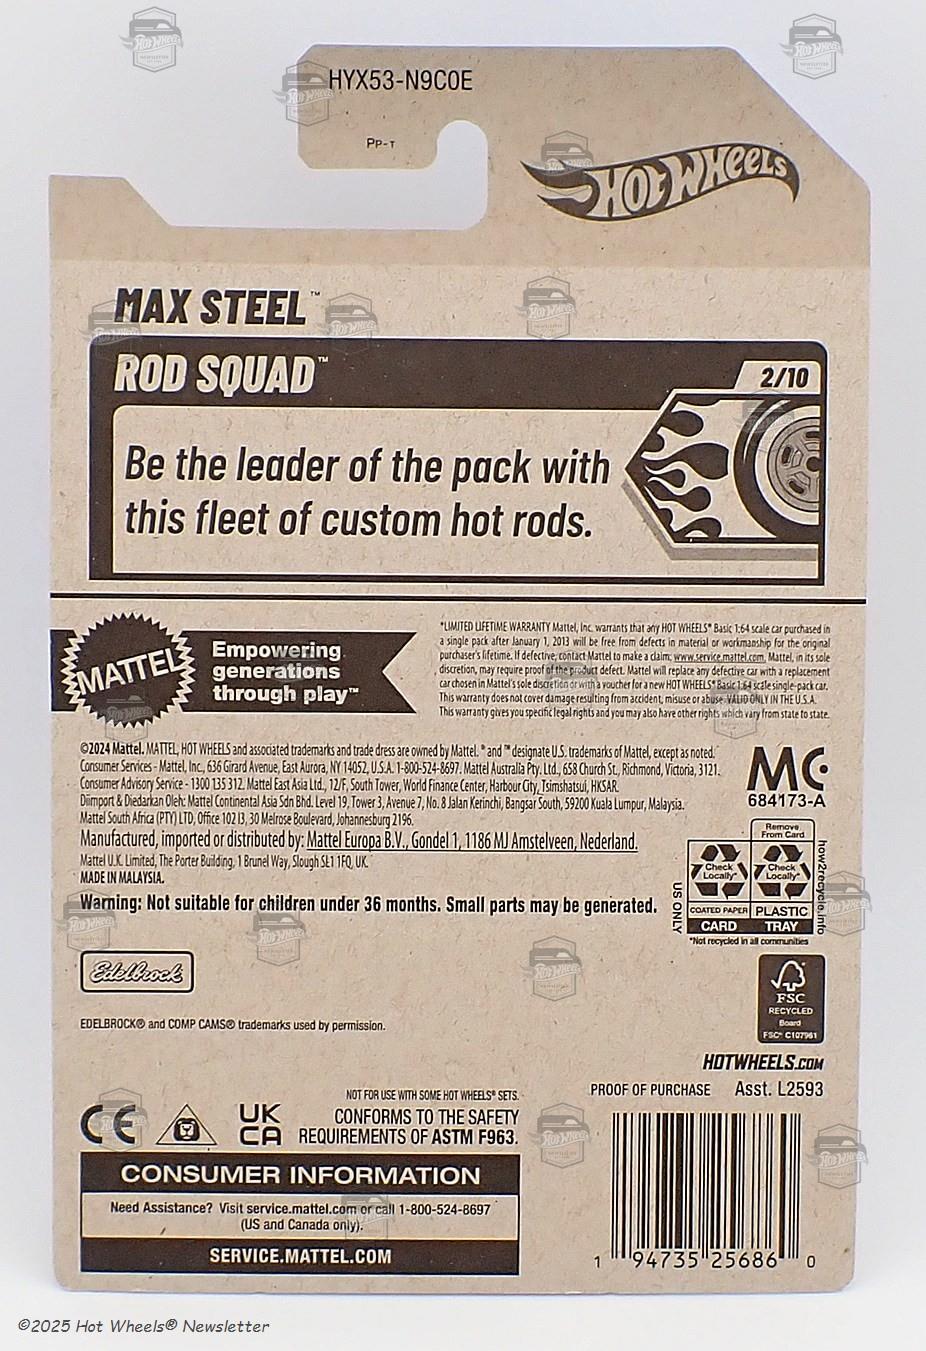 HYX53-N9C0E
Pp-T
HOT WHEELS
MAX STEEL™
ROD SQUAD™
2/10
Be the leader of the pack with
this fleet of custom hot rods.
MATTEL
Empowering
generations
through play™
*LIMITED LIFETIME WARRANTY Mattel, Inc. warrants that any HOT WHEELS® Basic 1:64 scale car purchased in
a single pack after January 1, 2013 will be free from defects in material or workmanship for the original
purchaser's lifetime. If defective, contact Mattel to make a claim; www.service.mattel.com. Mattel, in its sole
discretion, may require proof of the product defect. Mattel will replace any defective car with a replacement
car chosen in Mattel's sole discretion or with a voucher for a new HOT WHEELS® Basic 1:64 scale single-pack car.
This warranty does not cover damage resulting from accident, misuse or abuse. VALID ONLY IN THE U.S.A.
This warranty gives you specific legal rights and you may also have other rights which vary from state to state.
©2024 Mattel. MATTEL, HOT WHEELS and associated trademarks and trade dress are owned by Mattel. ® and ™ designate U.S. trademarks of Mattel, except as noted.
Consumer Services - Mattel, Inc., 636 Girard Avenue, East Aurora, NY 14052, U.S.A. 1-800-524-8697. Mattel Australia Pty. Ltd., 658 Church St., Richmond, Victoria, 3121.
Consumer Advisory Service - 1300 135 312. Mattel East Asia Ltd., 12/F, South Tower, World Finance Center, Harbour City, Tsimshatsui, HKSAR.
Diimport & Diedarkan Oleh: Mattel Continental Asia Sdn Bhd. Level 19, Tower 3, Avenue 7, No. 8 Jalan Kerinchi, Bangsar South, 59200 Kuala Lumpur, Malaysia.
Mattel South Africa (PTY) LTD, Office 102 I3, 30 Melrose Boulevard, Johannesburg 2196.
Manufactured, imported or distributed by: Mattel Europa B.V., Gondel 1, 1186 MJ Amstelveen, Nederland.
Mattel U.K. Limited, The Porter Building, 1 Brunel Way, Slough SL1 1FQ, UK.
MADE IN MALAYSIA.
Warning: Not suitable for children under 36 months. Small parts may be generated.
MC
684173-A
Remove
From Card
Check
Locally*
Check
Locally*
COATED PAPER
PLASTIC
CARD
TRAY
US ONLY
how2recycle.info
*Not recycled in all communities
Edelbrock
EDELBROCK® and COMP CAMS® trademarks used by permission.
FSC
RECYCLED
Board
FSC® C107961
HOTWHEELS.COM
PROOF OF PURCHASE Asst. L2593
CE
UK
CA
NOT FOR USE WITH SOME HOT WHEELS® SETS.
CONFORMS TO THE SAFETY
REQUIREMENTS OF ASTM F963.
CONSUMER INFORMATION
Need Assistance? Visit service.mattel.com or call 1-800-524-8697
(US and Canada only).
SERVICE.MATTEL.COM
1 94735 25686 0
©2025 Hot Wheels® Newsletter